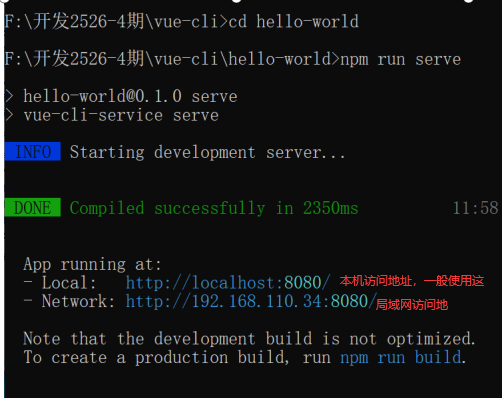 F:\开发2526-4期\vue-cli>cd hello-world
F:\开发2526-4期\vue-cli\hello-world>npm run serve
> hello-world@0.1.0 serve
> vue-cli-service serve
INFO Starting development server...
DONE Compiled successfully in 2350ms 11:58
App running at:
- Local: http://localhost:8080/ 本机访问地址，一般使用这
- Network: http://192.168.110.34:8080/局域网访问地
Note that the development build is not optimized.
To create a production build, run npm run build.